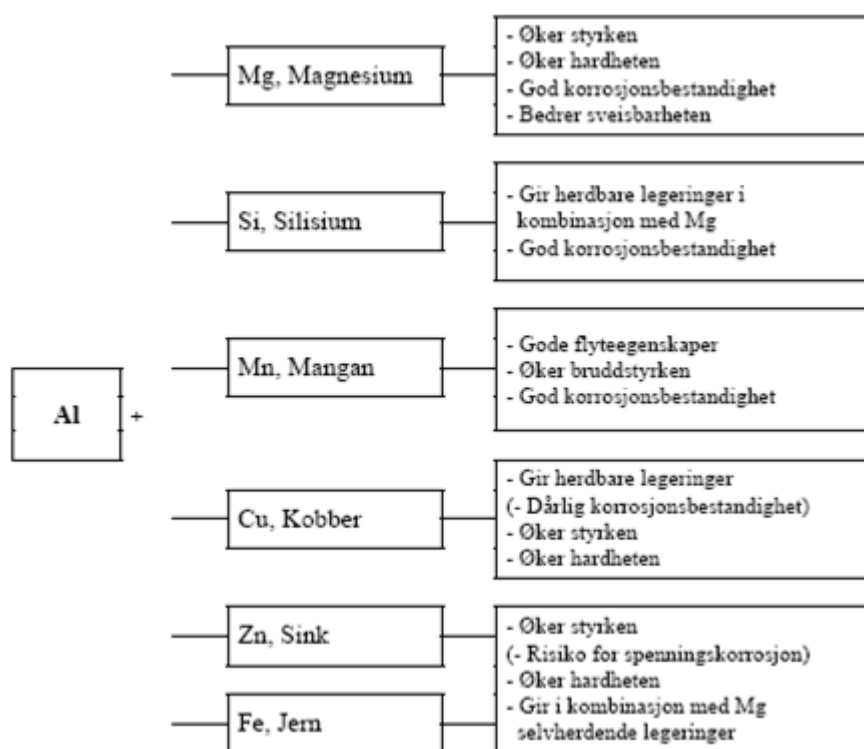 Mg, Magnesium
- Øker styrken
- Øker hardheten
- God korrosjonsbestandighet
- Bedrer sveisbarheten
Si, Silisium
- Gir herdbare legeringer i
kombinasjon med Mg
- God korrosjonsbestandighet
Al +
Mn, Mangan
- Gode flyteegenskaper
- Øker bruddstyrken
- God korrosjonsbestandighet
Cu, Kobber
- Gir herdbare legeringer
(- Dårlig korrosjonsbestandighet)
- Øker styrken
- Øker hardheten
Zn, Sink
Fe, Jern
- Øker styrken
(- Risiko for spenningskorrosjon)
- Øker hardheten
- Gir i kombinasjon med Mg
selvherdende legeringer